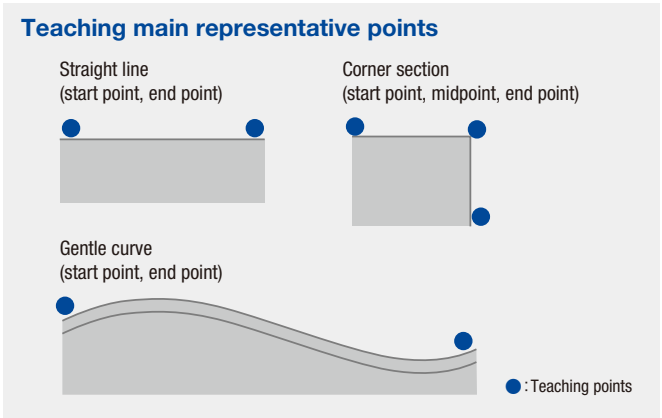 Teaching main representative points
Straight line
(start point, end point)
Corner section
(start point, midpoint, end point)
Gentle curve
(start point, end point)
: Teaching points